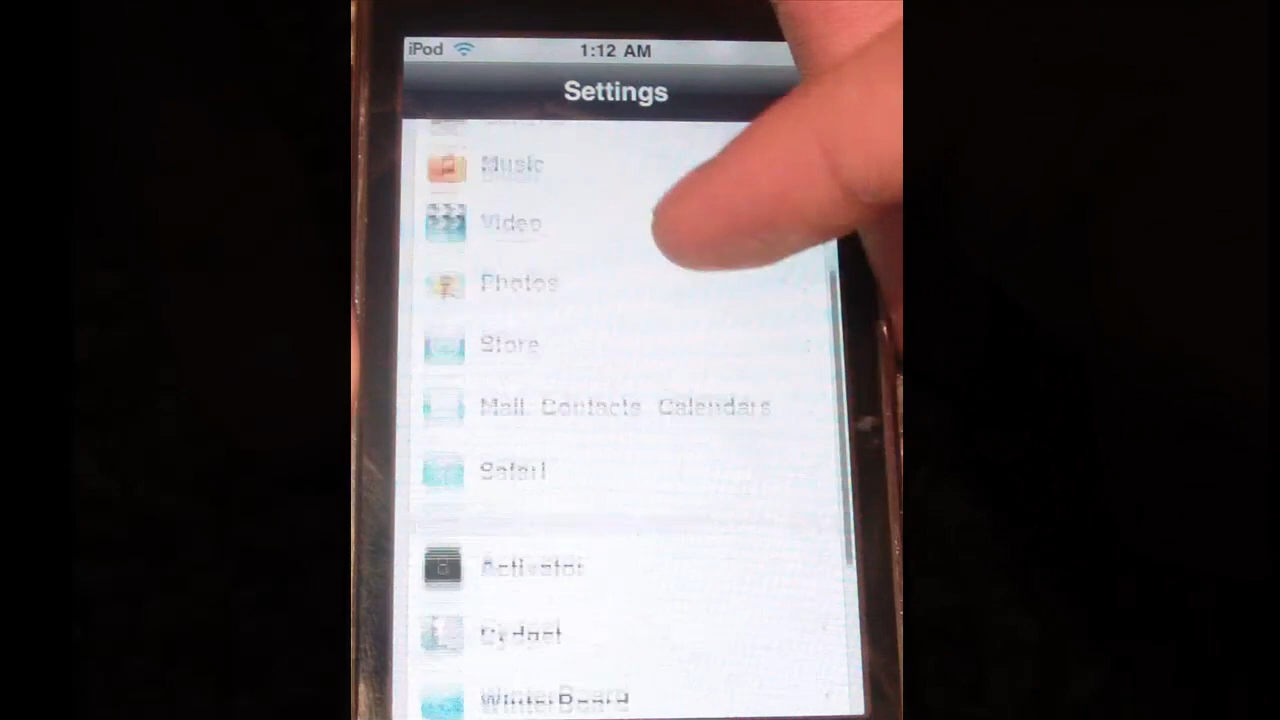 iPod 1:12 AM
Settings
Music
Video
Photos
Store
Mail, Contacts, Calendars
Safari
Activator
Cydget
WinterBoard